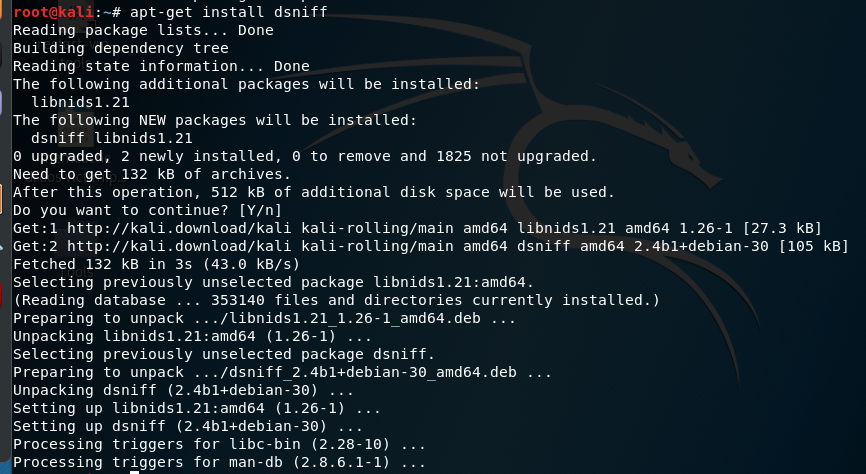 root@kali:~# apt-get install dsniff
Reading package lists... Done
Building dependency tree
Reading state information... Done
The following additional packages will be installed:
  libnids1.21
The following NEW packages will be installed:
  dsniff libnids1.21
0 upgraded, 2 newly installed, 0 to remove and 1825 not upgraded.
Need to get 132 kB of archives.
After this operation, 512 kB of additional disk space will be used.
Do you want to continue? [Y/n]
Get:1 http://kali.download/kali kali-rolling/main amd64 libnids1.21 amd64 1.26-1 [27.3 kB]
Get:2 http://kali.download/kali kali-rolling/main amd64 dsniff amd64 2.4b1+debian-30 [105 kB]
Fetched 132 kB in 3s (43.0 kB/s)
Selecting previously unselected package libnids1.21:amd64.
(Reading database ... 353140 files and directories currently installed.)
Preparing to unpack .../libnids1.21_1.26-1_amd64.deb ...
Unpacking libnids1.21:amd64 (1.26-1) ...
Selecting previously unselected package dsniff.
Preparing to unpack .../dsniff_2.4b1+debian-30_amd64.deb ...
Unpacking dsniff (2.4b1+debian-30) ...
Setting up libnids1.21:amd64 (1.26-1) ...
Setting up dsniff (2.4b1+debian-30) ...
Processing triggers for libc-bin (2.28-10) ...
Processing triggers for man-db (2.8.6.1-1) ...